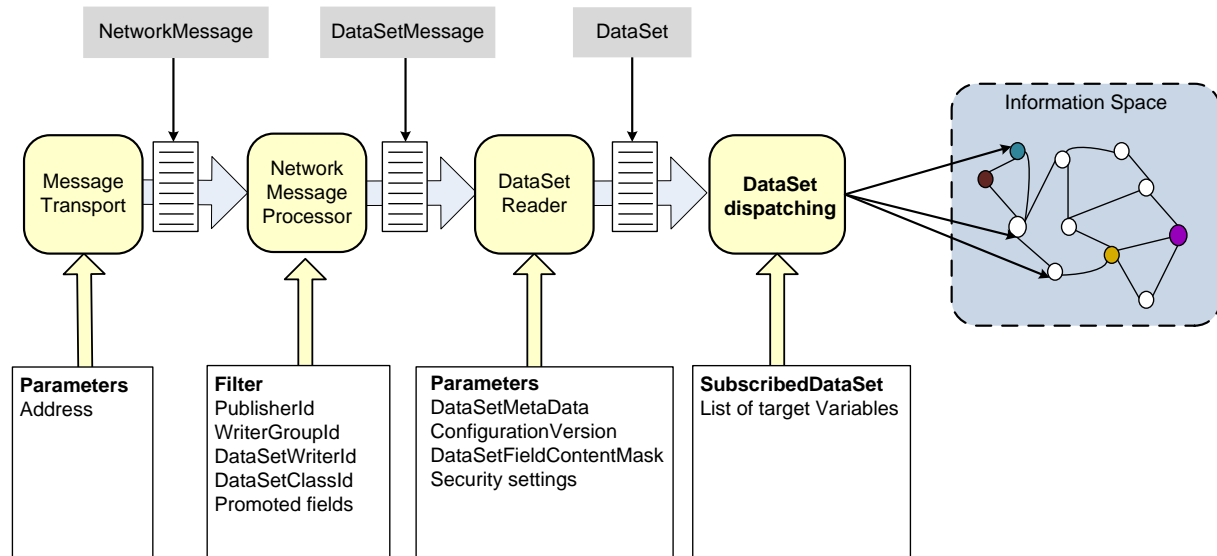 NetworkMessage
DataSetMessage
DataSet
Information Space
Message
Transport
Network
Message
Processor
DataSet
Reader
DataSet
dispatching
Parameters
Address
Filter
PublisherId
WriterGroupId
DataSetWriterId
DataSetClassId
Promoted fields
Parameters
DataSetMetaData
ConfigurationVersion
DataSetFieldContentMask
Security settings
SubscribedDataSet
List of target Variables